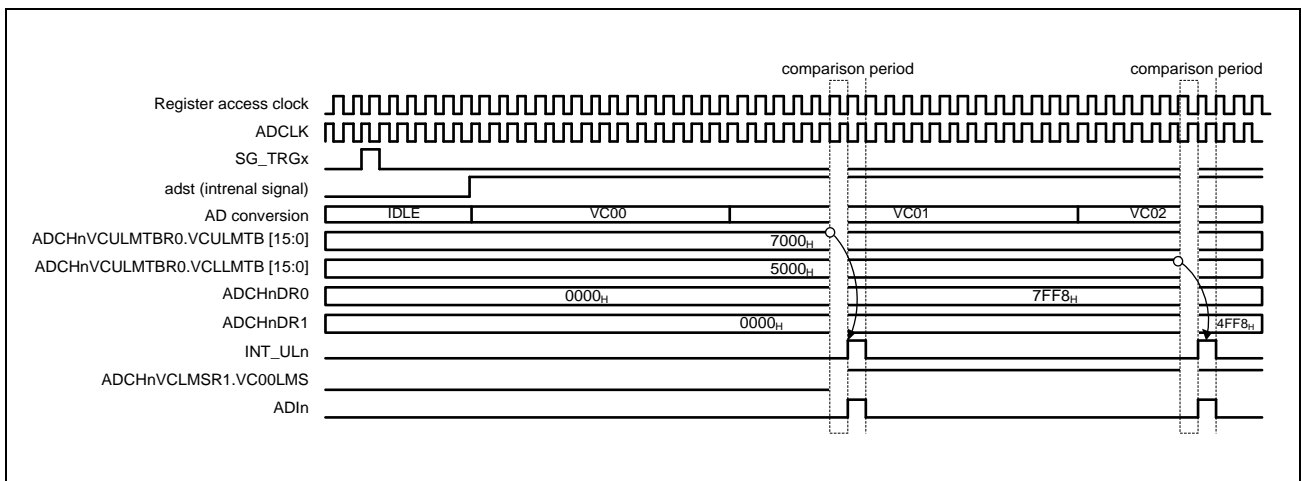 comparison period comparison period
Register access clock
ADCLK
SG_TRGx
adst (intrenal signal)
AD conversion IDLE VC00 VC01 VC02
ADCHnVCULMTBR0.VCULMTB [15:0] 7000H
ADCHnVCULMTBR0.VCLLMTB [15:0] 5000H
ADCHnDR0 0000H 7FF8H
ADCHnDR1 0000H 4FF8H
INT_ULn
ADCHnVCLMSR1.VC00LMS
ADIn